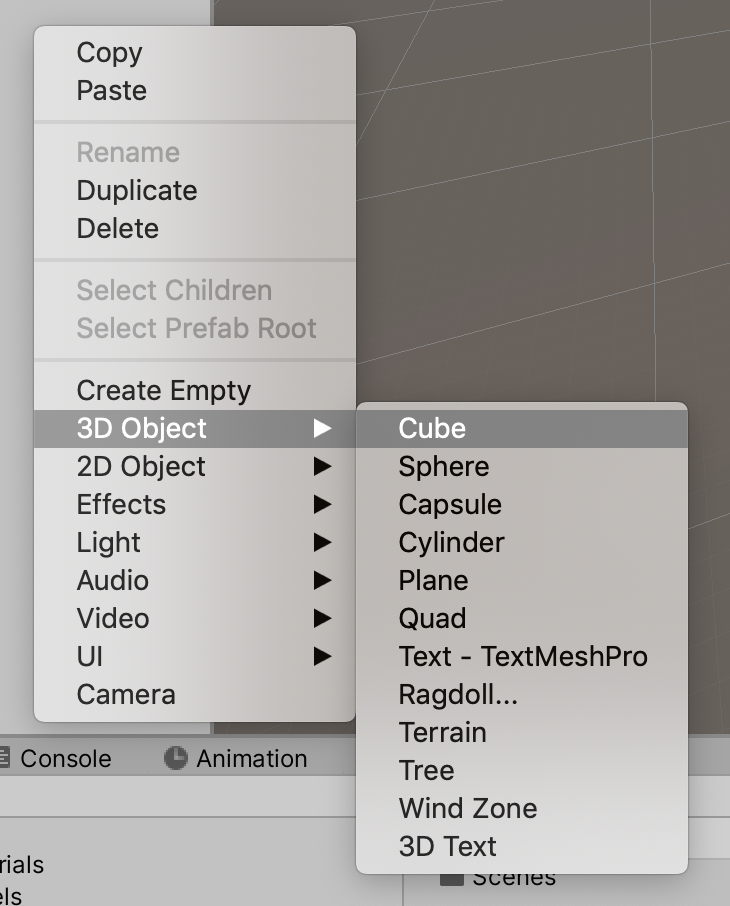 Copy
Paste
Rename
Duplicate
Delete
Select Children
Select Prefab Root
Create Empty
3D Object
2D Object
Effects
Light
Audio
Video
UI
Camera
Cube
Sphere
Capsule
Cylinder
Plane
Quad
Text - TextMeshPro
Ragdoll...
Terrain
Tree
Wind Zone
3D Text
Console
Animation
rials
els
Scenes